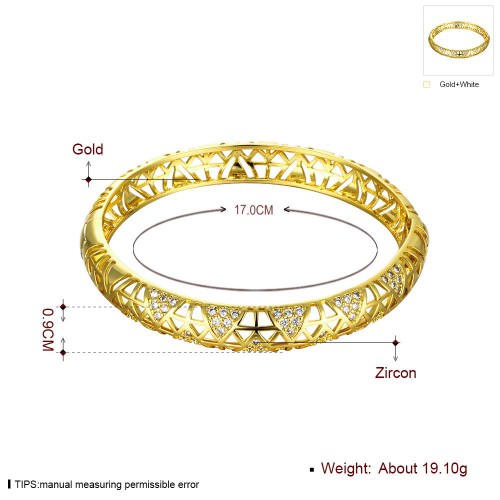 Gold+White
Gold
17.0CM
0.9CM
Zircon
Weight: About 19.10g
TIPS:manual measuring permissible error